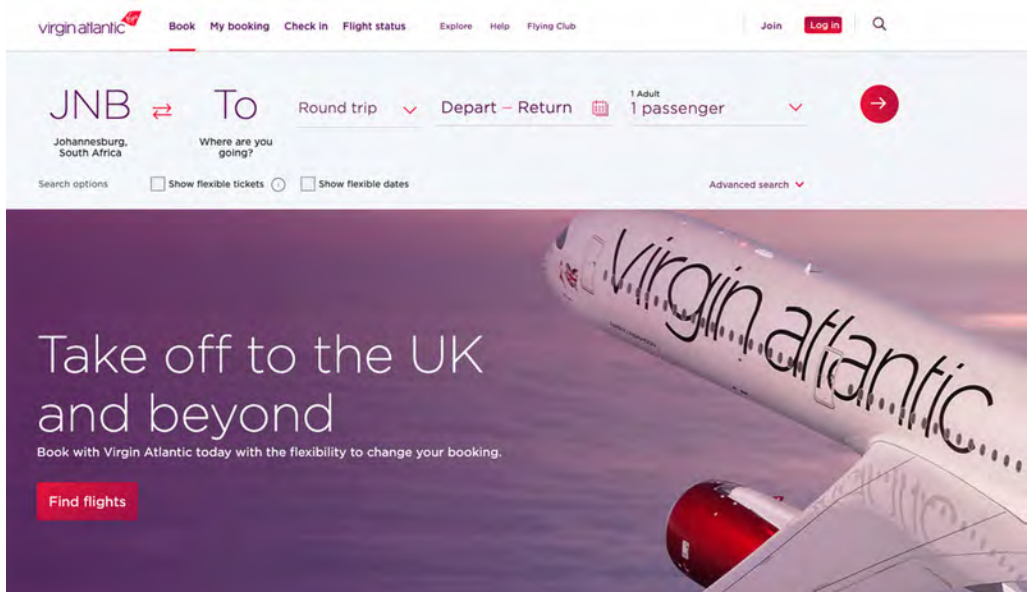 virgin atlantic
Book My booking Check in Flight status Explore Help Flying Club Join Log in
JNB To Round trip Depart – Return 1 Adult
1 passenger
Johannesburg,
South Africa
Where are you
going?
Search options Show flexible tickets Show flexible dates Advanced search
virgin atlantic
Take off to the UK
and beyond
Book with Virgin Atlantic today with the flexibility to change your booking.
Find flights